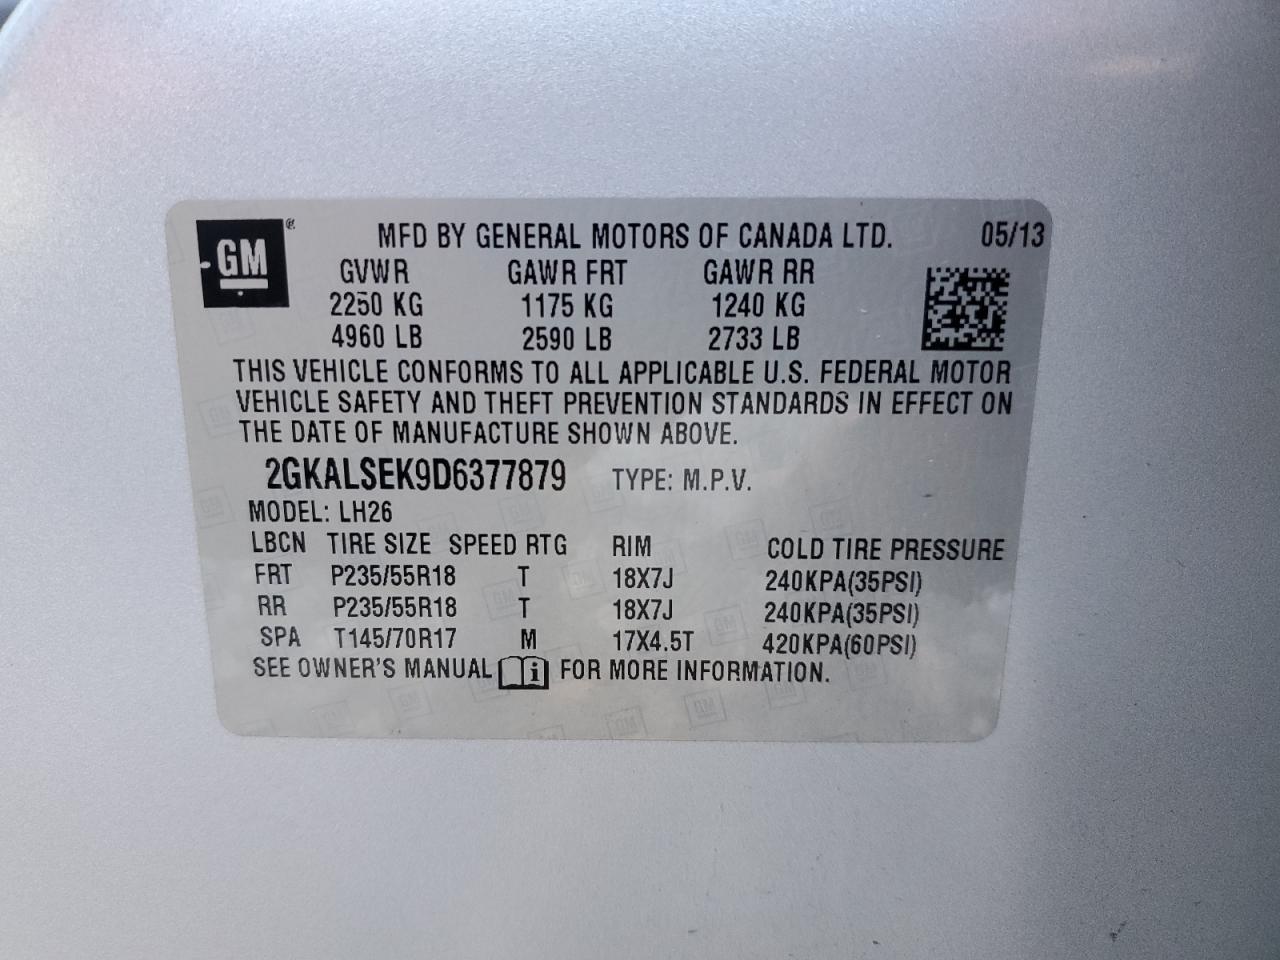 GM ®
MFD BY GENERAL MOTORS OF CANADA LTD. 05/13
GVWR GAWR FRT GAWR RR
2250 KG 1175 KG 1240 KG
4960 LB 2590 LB 2733 LB
THIS VEHICLE CONFORMS TO ALL APPLICABLE U.S. FEDERAL MOTOR
VEHICLE SAFETY AND THEFT PREVENTION STANDARDS IN EFFECT ON
THE DATE OF MANUFACTURE SHOWN ABOVE.
2GKALSEK9D6377879 TYPE: M.P.V.
MODEL: LH26
LBCN TIRE SIZE SPEED RTG RIM COLD TIRE PRESSURE
FRT P235/55R18 T 18X7J 240KPA(35PSI)
RR P235/55R18 T 18X7J 240KPA(35PSI)
SPA T145/70R17 M 17X4.5T 420KPA(60PSI)
SEE OWNER'S MANUAL i FOR MORE INFORMATION.